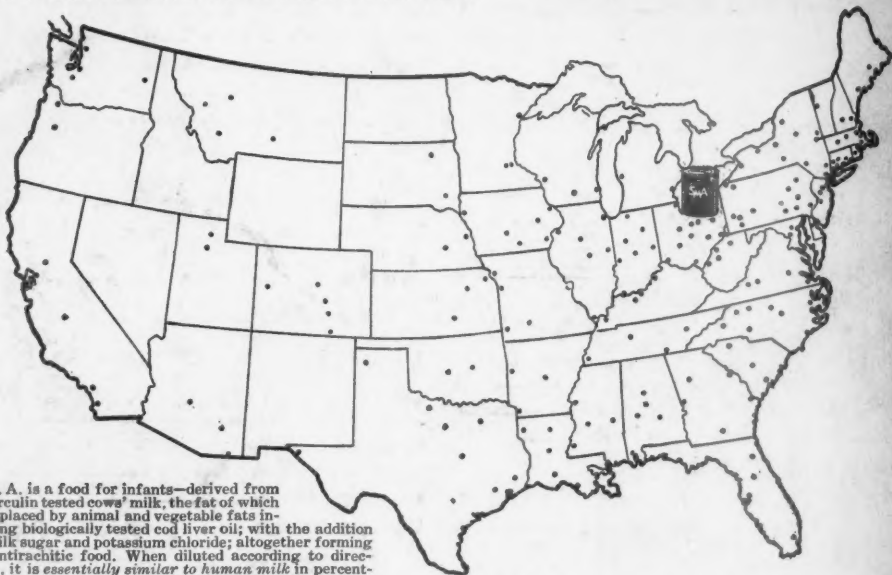 SMA
. A. is a food for infants—derived from
rculin tested cows' milk, the fat of which
placed by animal and vegetable fats in-
ng biologically tested cod liver oil; with the addition
ilk sugar and potassium chloride; altogether forming
ntirachitic food. When diluted according to direc-
, it is essentially similar to human milk in percent-